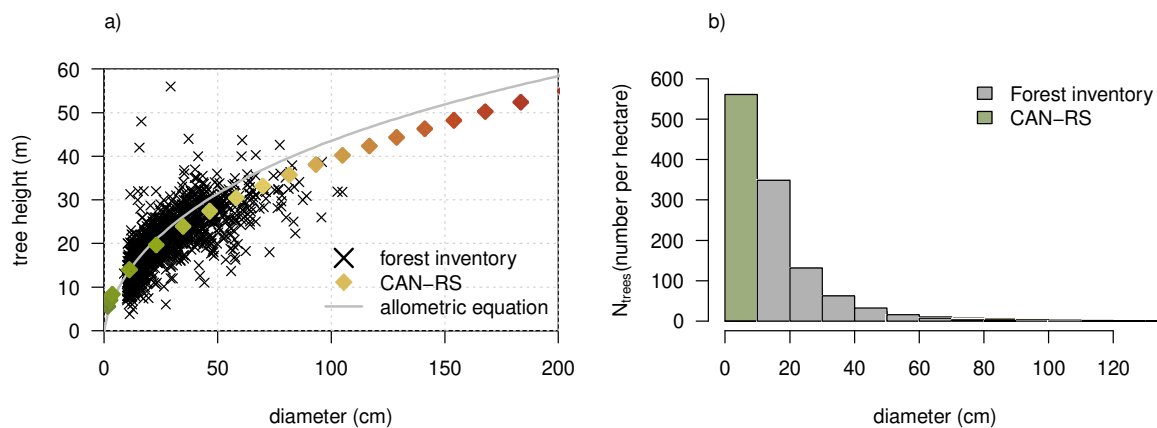 a)
60
50
40
30
20
10
0
tree height (m)
forest inventory
CAN−RS
allometric equation
0 50 100 150 200
diameter (cm)
b)
600
500
400
300
200
100
0
Ntrees(number per hectare)
Forest inventory
CAN−RS
0 20 40 60 80 100 120
diameter (cm)